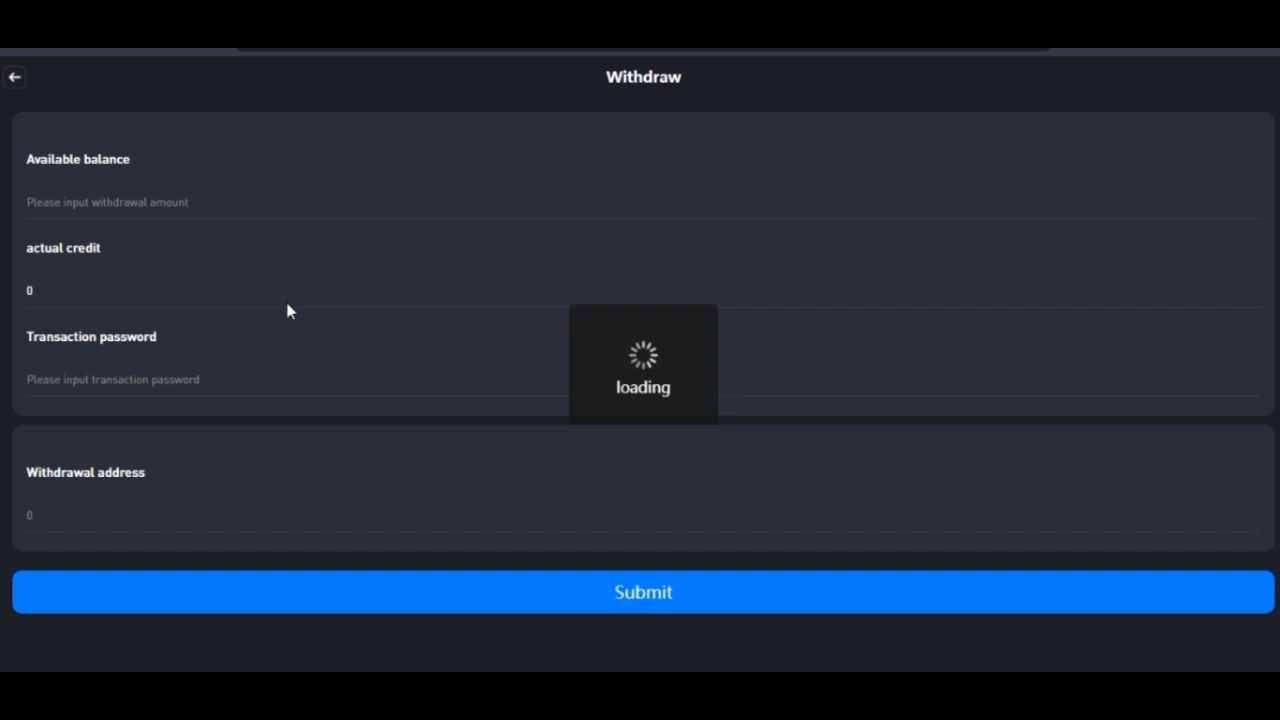 Withdraw
Available balance
Please input withdrawal amount
actual credit
0
Transaction password
Please input transaction password
loading
Withdrawal address
0
Submit